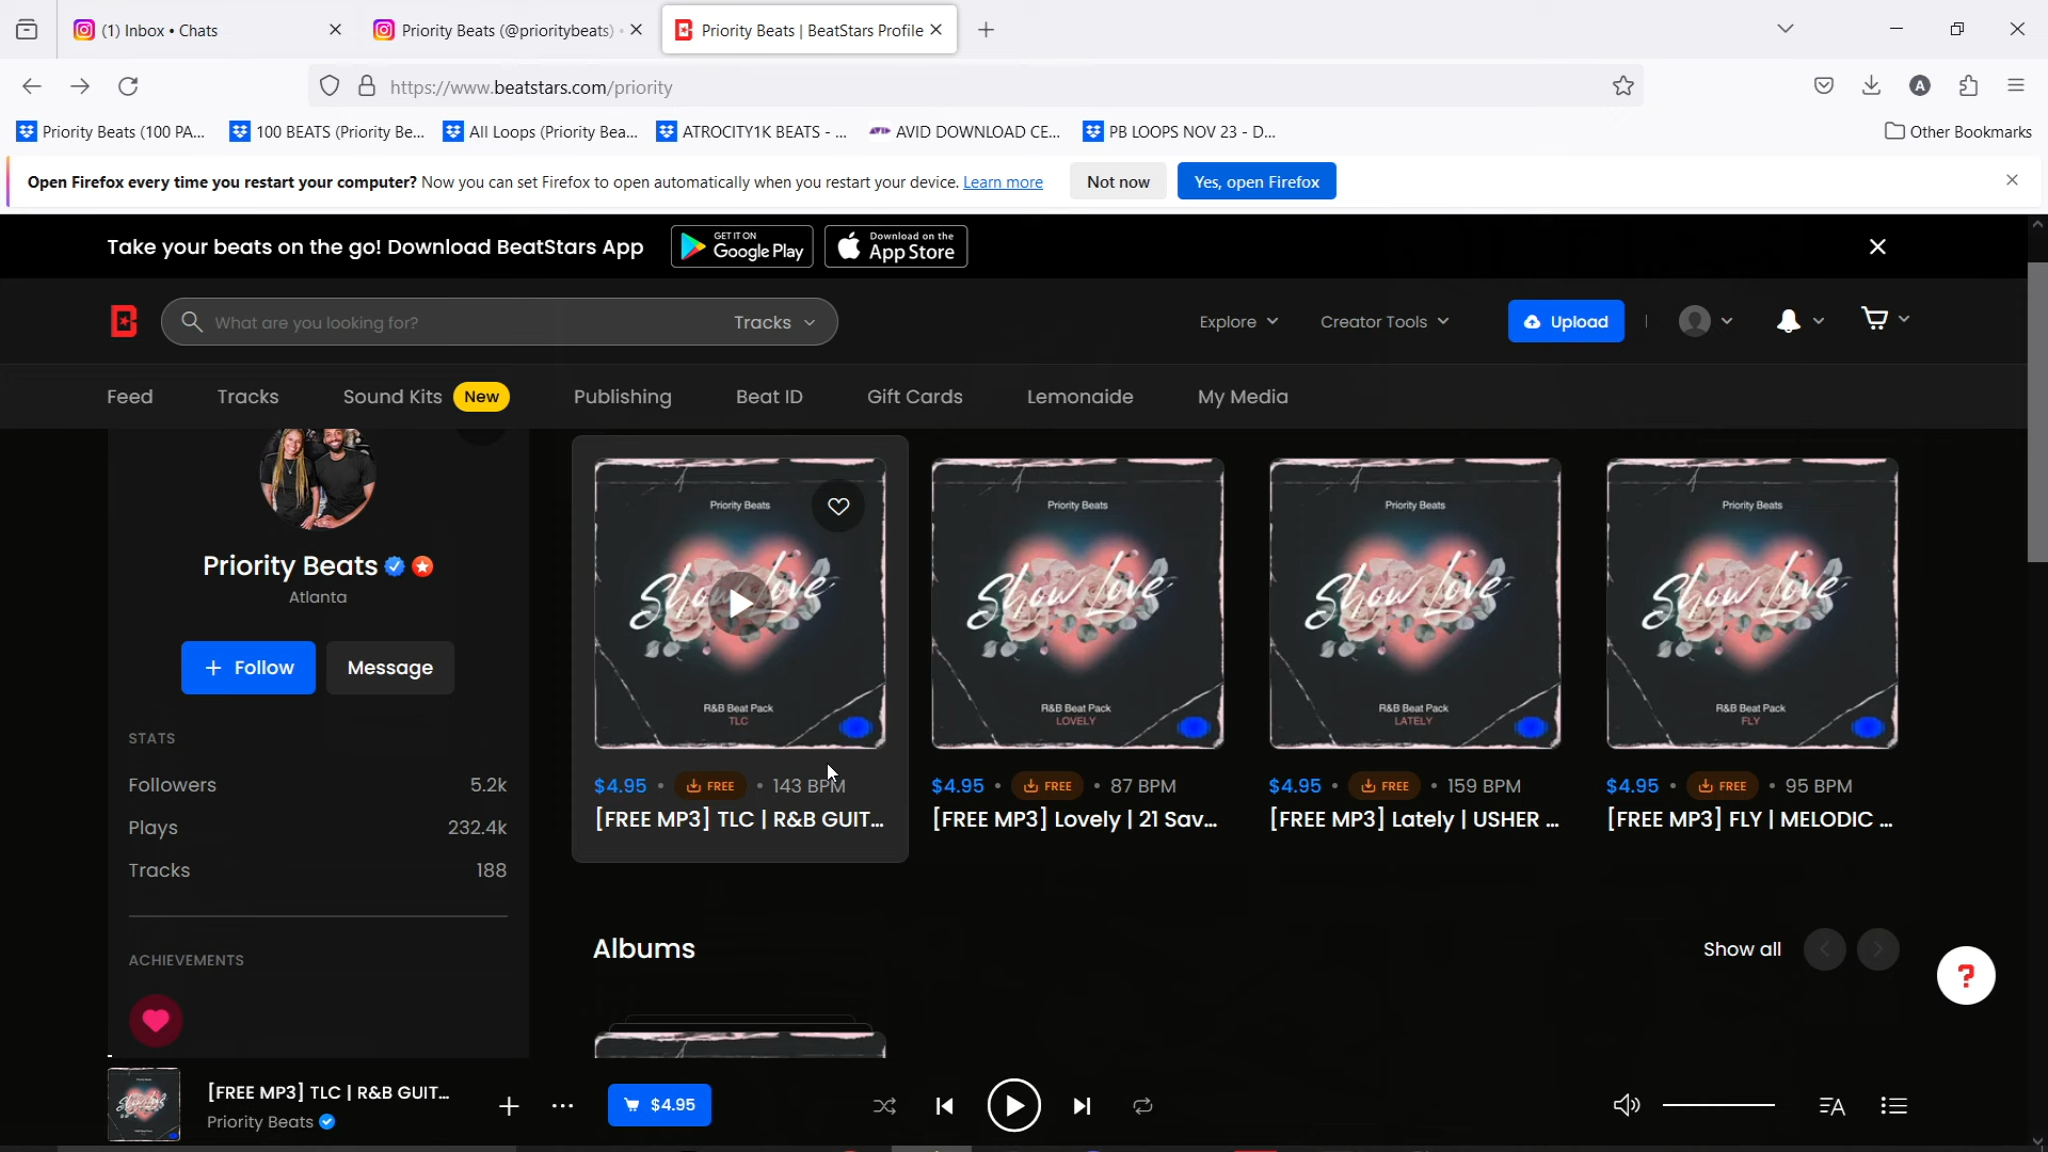 (1) Inbox • Chats
Priority Beats (@prioritybeats) •
Priority Beats | BeatStars Profile
https://www.beatstars.com/priority
Priority Beats (100 PA...
100 BEATS (Priority Be...
All Loops (Priority Bea...
ATROCITY1K BEATS - ...
AVID DOWNLOAD CE...
PB LOOPS NOV 23 - D...
Other Bookmarks
Open Firefox every time you restart your computer? Now you can set Firefox to open automatically when you restart your device. Learn more
Not now
Yes, open Firefox
Take your beats on the go! Download BeatStars App
GET IT ON
Google Play
Download on the
App Store
What are you looking for?
Tracks
Explore
Creator Tools
Upload
Feed
Tracks
Sound Kits
New
Publishing
Beat ID
Gift Cards
Lemonaide
My Media
Priority Beats
Atlanta
+ Follow
Message
STATS
Followers 5.2k
Plays 232.4k
Tracks 188
ACHIEVEMENTS
Priority Beats
Show Love
R&B Beat Pack
TLC
$4.95 • FREE • 143 BPM
[FREE MP3] TLC | R&B GUIT...
Priority Beats
Show Love
R&B Beat Pack
LOVELY
$4.95 • FREE • 87 BPM
[FREE MP3] Lovely | 21 Sav...
Priority Beats
Show Love
R&B Beat Pack
LATELY
$4.95 • FREE • 159 BPM
[FREE MP3] Lately | USHER ...
Priority Beats
Show Love
R&B Beat Pack
FLY
$4.95 • FREE • 95 BPM
[FREE MP3] FLY | MELODIC ...
Albums
Show all
?
[FREE MP3] TLC | R&B GUIT...
Priority Beats
$4.95